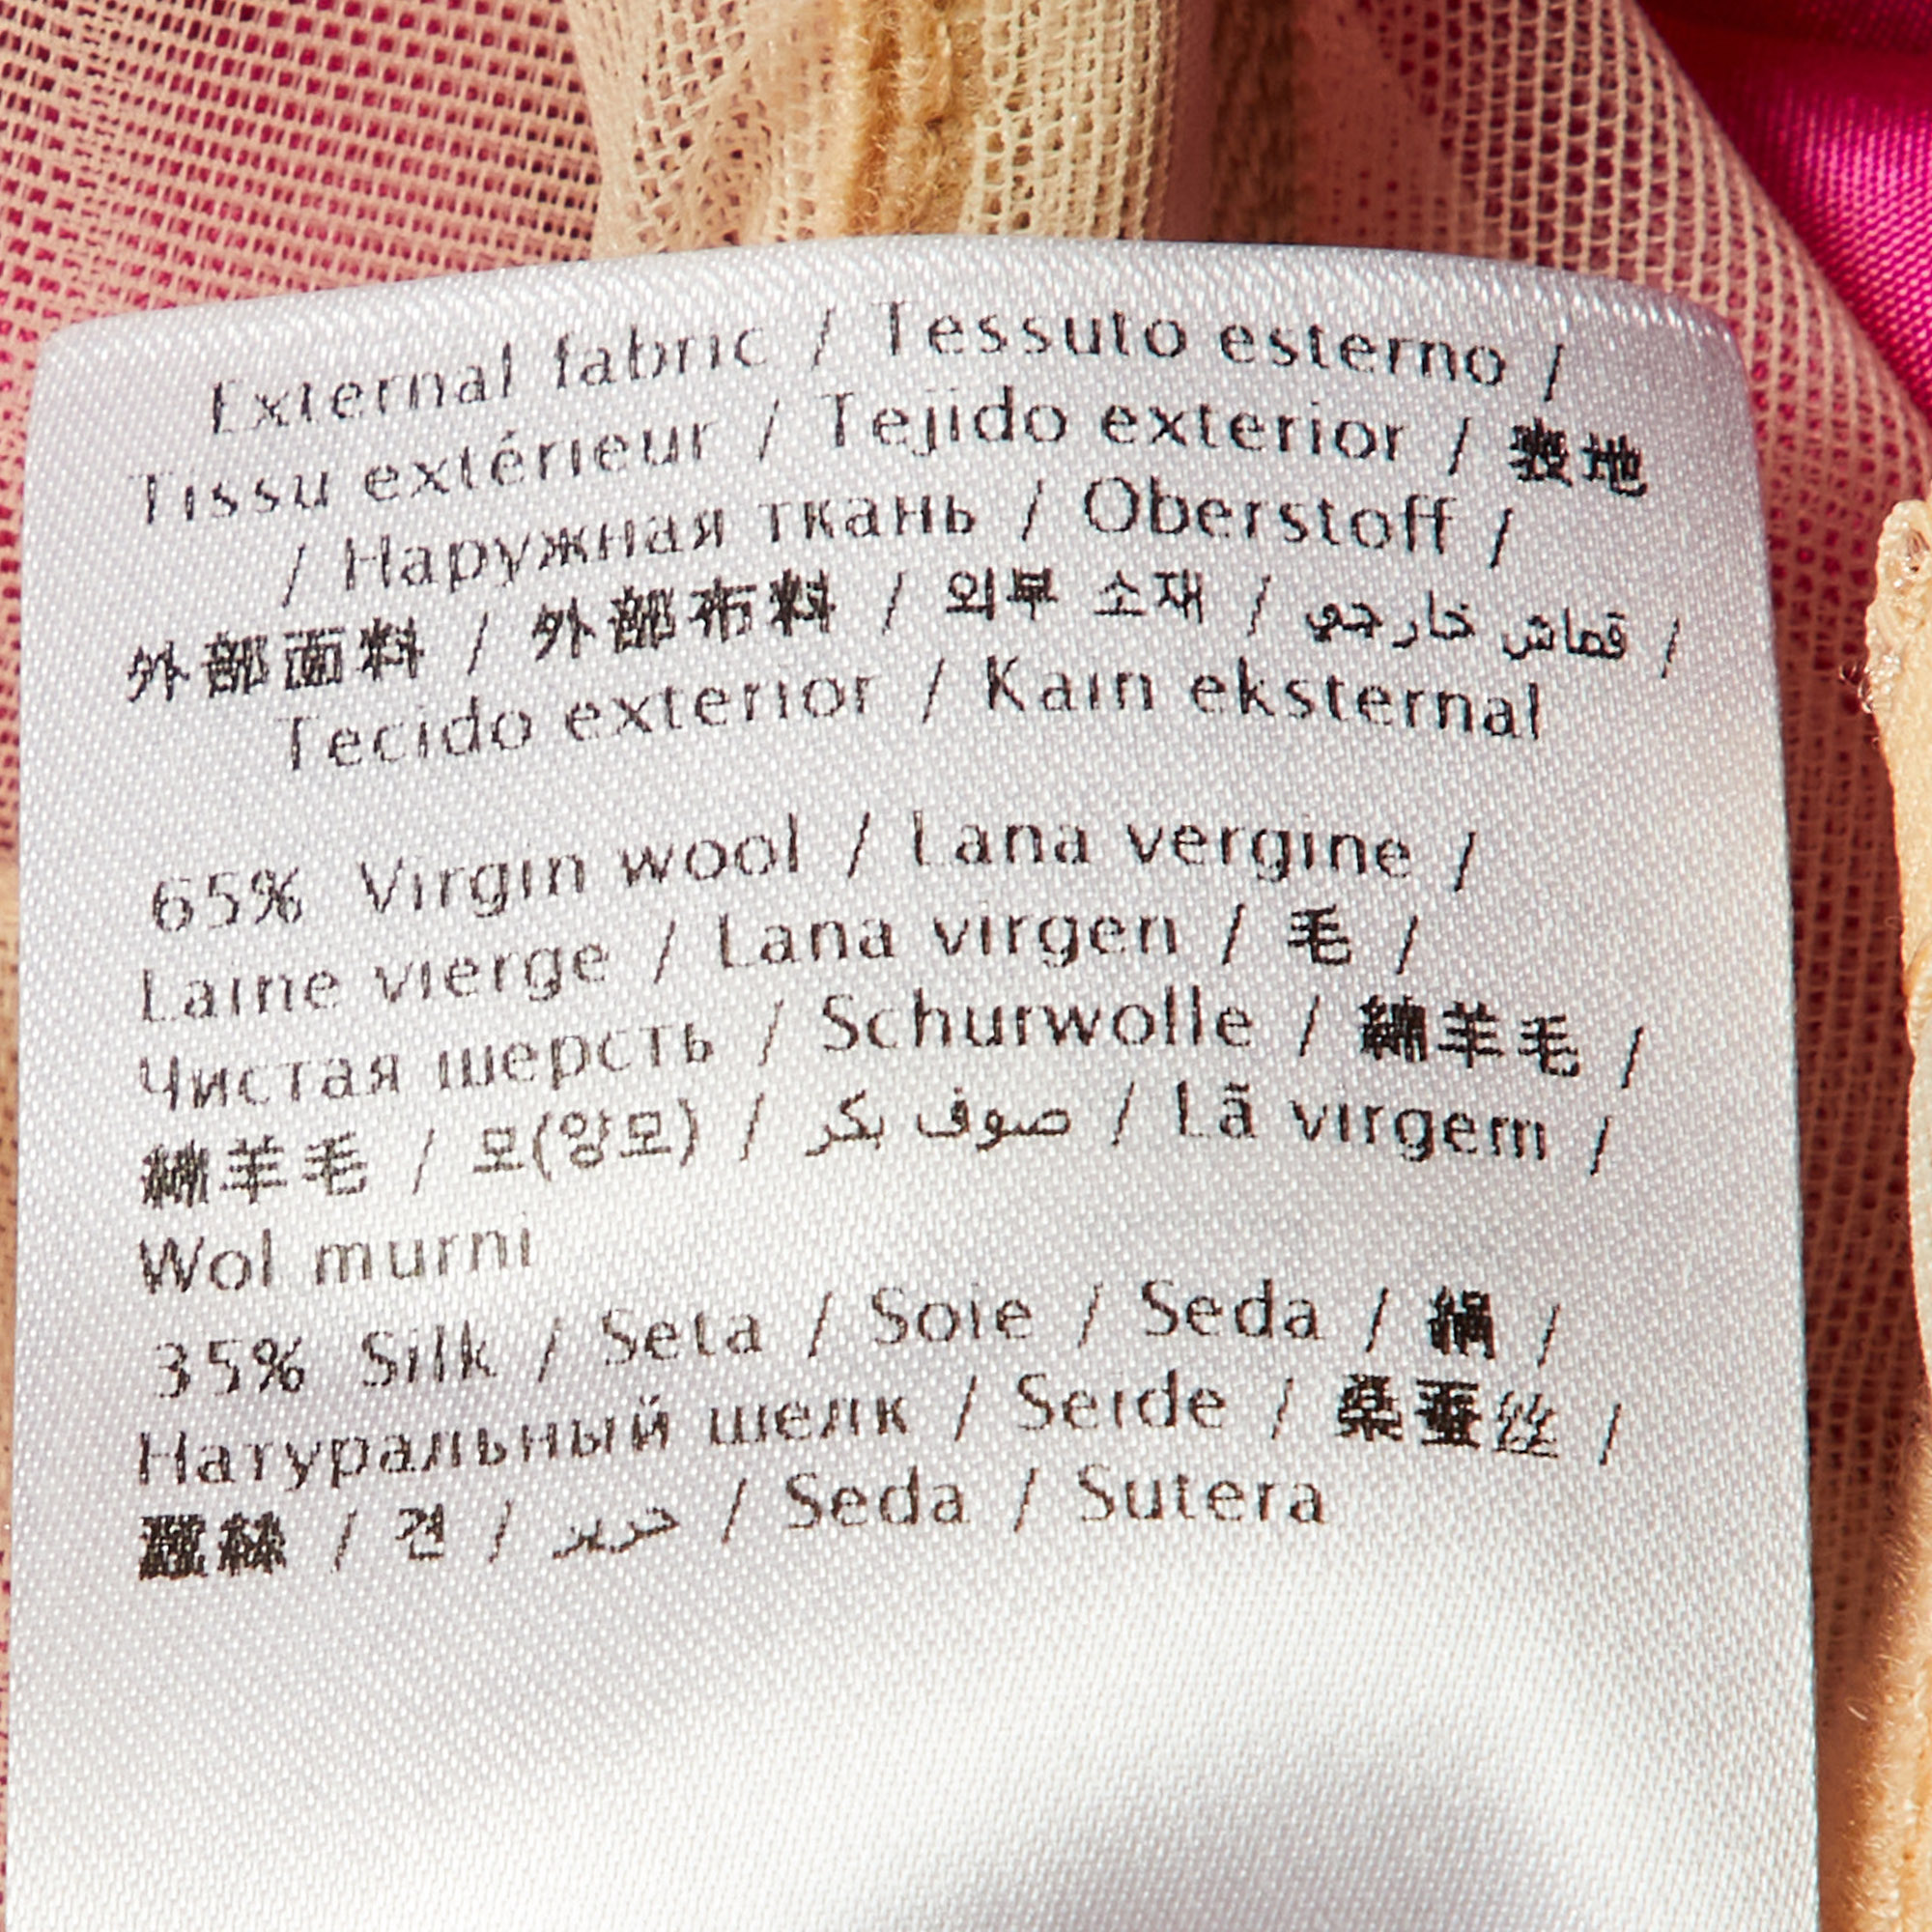 External fabric / Tessuto esterno /
Tissu extérieur / Tejido exterior / 表地
/ Наружная ткань / Oberstoff /
外部面料 / 外部布料 / 외부 소재 / قماش خارجي /
Tecido exterior / Kain eksternal
65% Virgin wool / Lana vergine /
Laine vierge / Lana virgen / 毛 /
Чистая шерсть / Schurwolle / 綿羊毛 /
綿羊毛 / 모(양모) / صوف بكر / Lã virgem /
Wol murni
35% Silk / Seta / Soie / Seda / 絹 /
Натуральный шелк / Seide / 桑蚕丝 /
/ 견 / حرير / Seda / Sutera